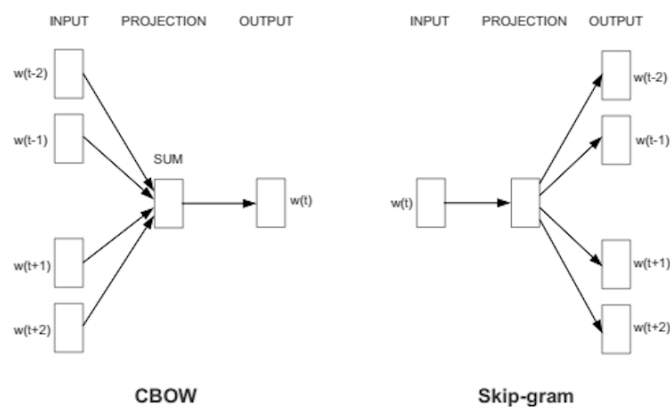 INPUT PROJECTION OUTPUT
w(t-2)
w(t-1)
SUM
w(t)
w(t+1)
w(t+2)
CBOW
INPUT PROJECTION OUTPUT
w(t-2)
w(t-1)
w(t)
w(t+1)
w(t+2)
Skip-gram